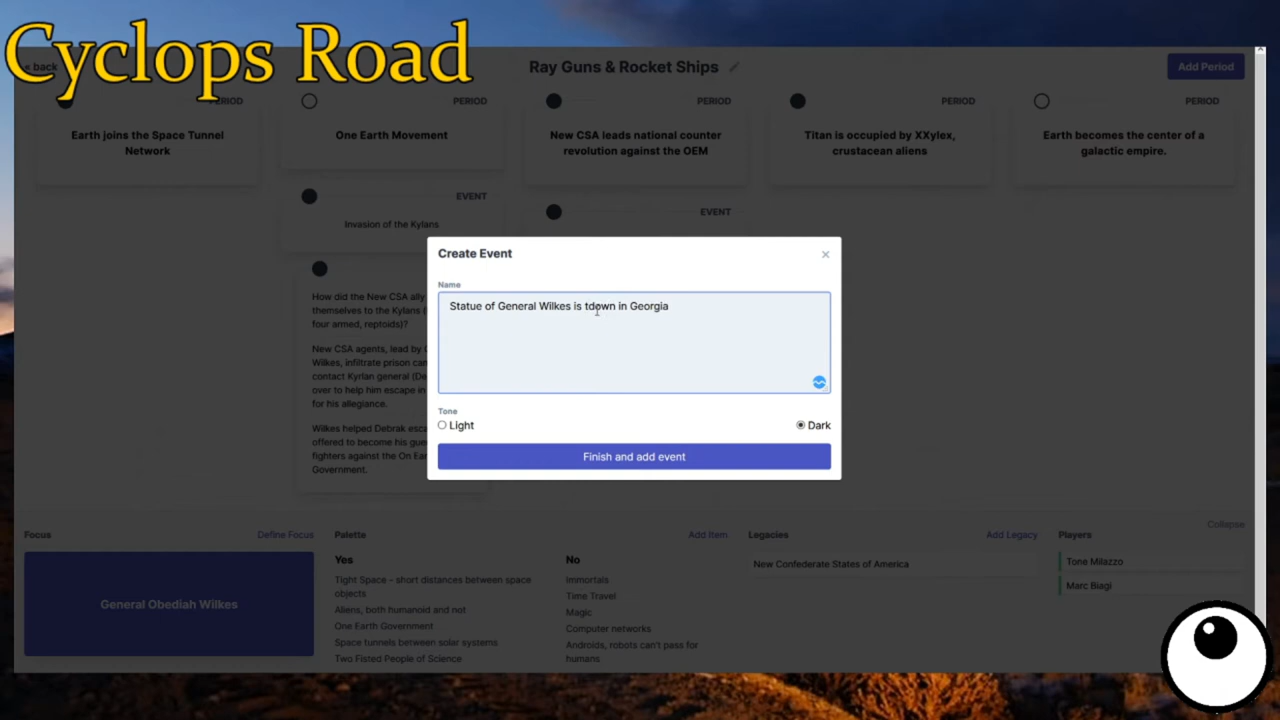 Cyclops Road
< back
Ray Guns & Rocket Ships
Add Period
PERIOD
Earth joins the Space Tunnel
Network
PERIOD
One Earth Movement
PERIOD
New CSA leads national counter
revolution against the OEM
PERIOD
Titan is occupied by XXylex,
crustacean aliens
PERIOD
Earth becomes the center of a
galactic empire.
EVENT
Invasion of the Kylans
EVENT
How did the New CSA ally
themselves to the Kylans (
four armed, reptoids)?
New CSA agents, lead by
Wilkes, infiltrate prison
contact Kyrlan general (De
over to help him escape in
for his allegiance.
Wilkes helped Debrak esca
offered to become his gue
fighters against the On Ear
Government.
Create Event
×
Name
Statue of General Wilkes is tdown in Georgia
Tone
Light
Dark
Finish and add event
Collapse
Focus
Define Focus
General Obediah Wilkes
Palette
Add Item
Yes
Tight Space - short distances between space
objects
Aliens, both humanoid and not
One Earth Government
Space tunnels between solar systems
Two Fisted People of Science
No
Immortals
Time Travel
Magic
Computer networks
Androids, robots can't pass for
humans
Legacies
Add Legacy
New Confederate States of America
Players
Tone Milazzo
Marc Biagi